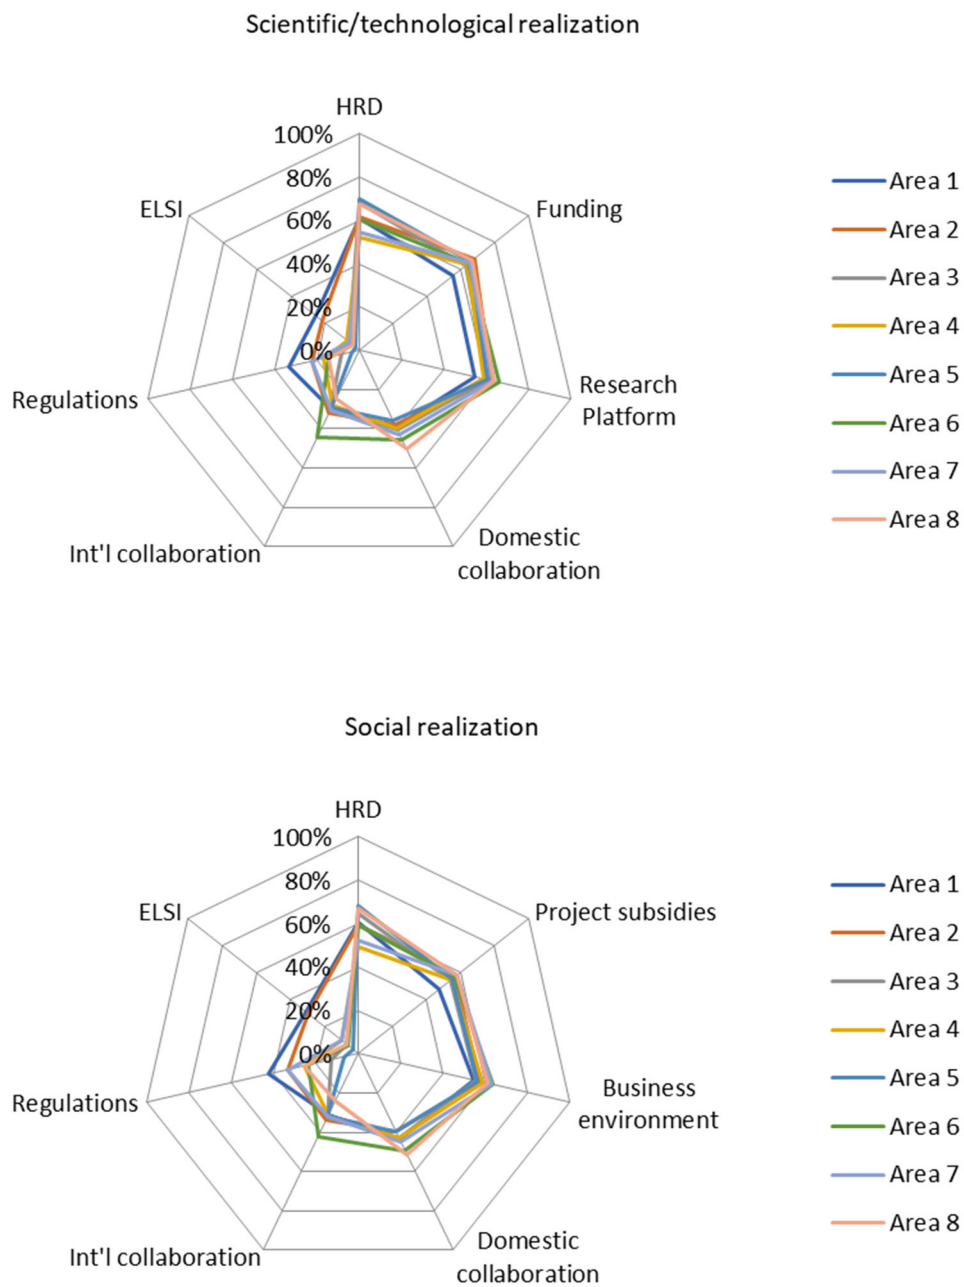 Scientific/technological realization
HRD
100%
80%
60%
40%
20%
0%
ELSI
Funding
Regulations
Research
Platform
Int'l collaboration
Domestic
collaboration
Area 1
Area 2
Area 3
Area 4
Area 5
Area 6
Area 7
Area 8
Social realization
HRD
100%
80%
60%
40%
20%
0%
ELSI
Project subsidies
Regulations
Business
environment
Int'l collaboration
Domestic
collaboration
Area 1
Area 2
Area 3
Area 4
Area 5
Area 6
Area 7
Area 8